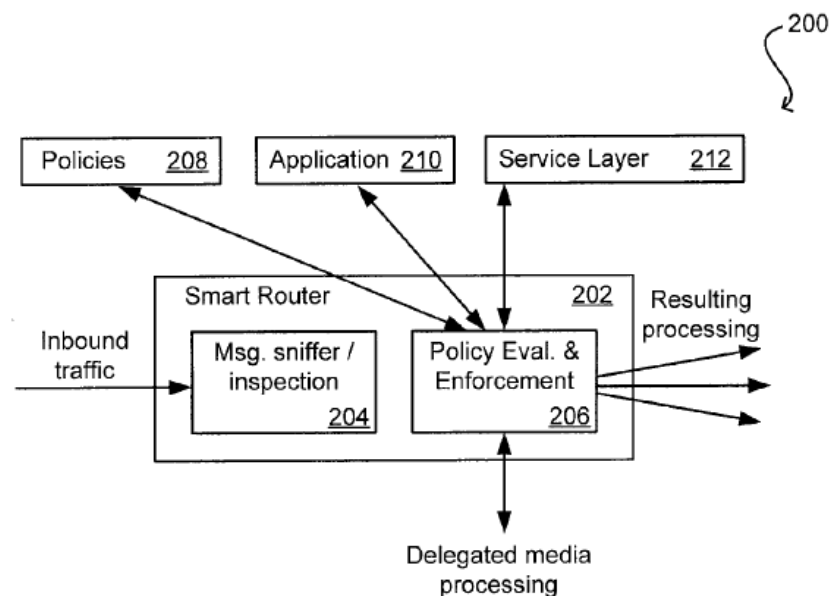 200
Policies 208
Application 210
Service Layer 212
Smart Router 202
Resulting
processing
Inbound
traffic
Msg. sniffer /
inspection
204
Policy Eval. &
Enforcement
206
Delegated media
processing